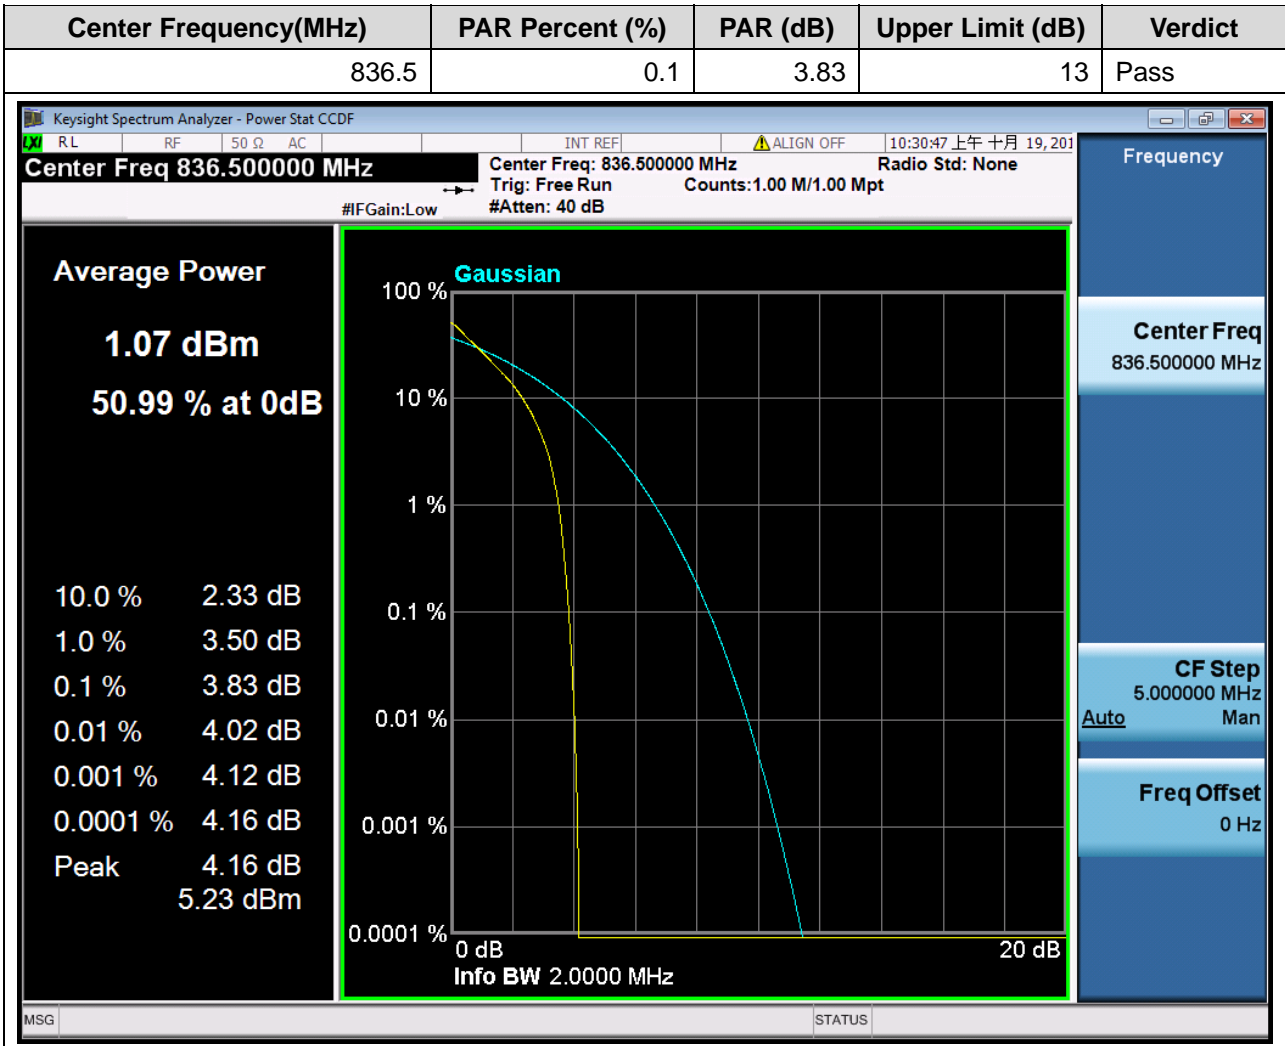 Center Frequency(MHz) PAR Percent (%) PAR (dB) Upper Limit (dB) Verdict
836.5 0.1 3.83 13 Pass
Keysight Spectrum Analyzer - Power Stat CCDF
LXI RL RF 50 Ω AC INT REF ALIGN OFF 10:30:47 上午 十月 19, 201
Center Freq 836.500000 MHz
Center Freq: 836.500000 MHz Radio Std: None
Trig: Free Run Counts:1.00 M/1.00 Mpt
#IFGain:Low #Atten: 40 dB
Average Power
1.07 dBm
50.99 % at 0dB
10.0 % 2.33 dB
1.0 % 3.50 dB
0.1 % 3.83 dB
0.01 % 4.02 dB
0.001 % 4.12 dB
0.0001 % 4.16 dB
Peak 4.16 dB
5.23 dBm
Gaussian
100 %
10 %
1 %
0.1 %
0.01 %
0.001 %
0.0001 %
0 dB 20 dB
Info BW 2.0000 MHz
Frequency
Center Freq
836.500000 MHz
CF Step
5.000000 MHz
Auto Man
Freq Offset
0 Hz
MSG STATUS